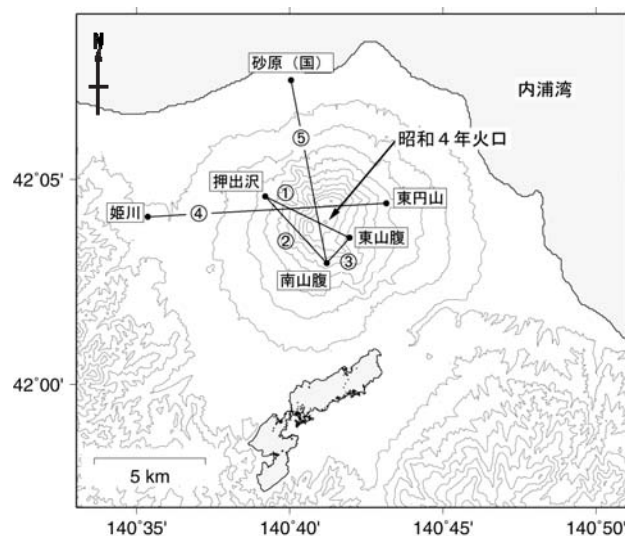 N
砂原（国）
内浦湾
⑤
昭和４年火口
42˚05'
押出沢
①
東円山
姫川
④
②
東山腹
③
南山腹
42˚00'
5 km
140˚35'
140˚40'
140˚45'
140˚50'